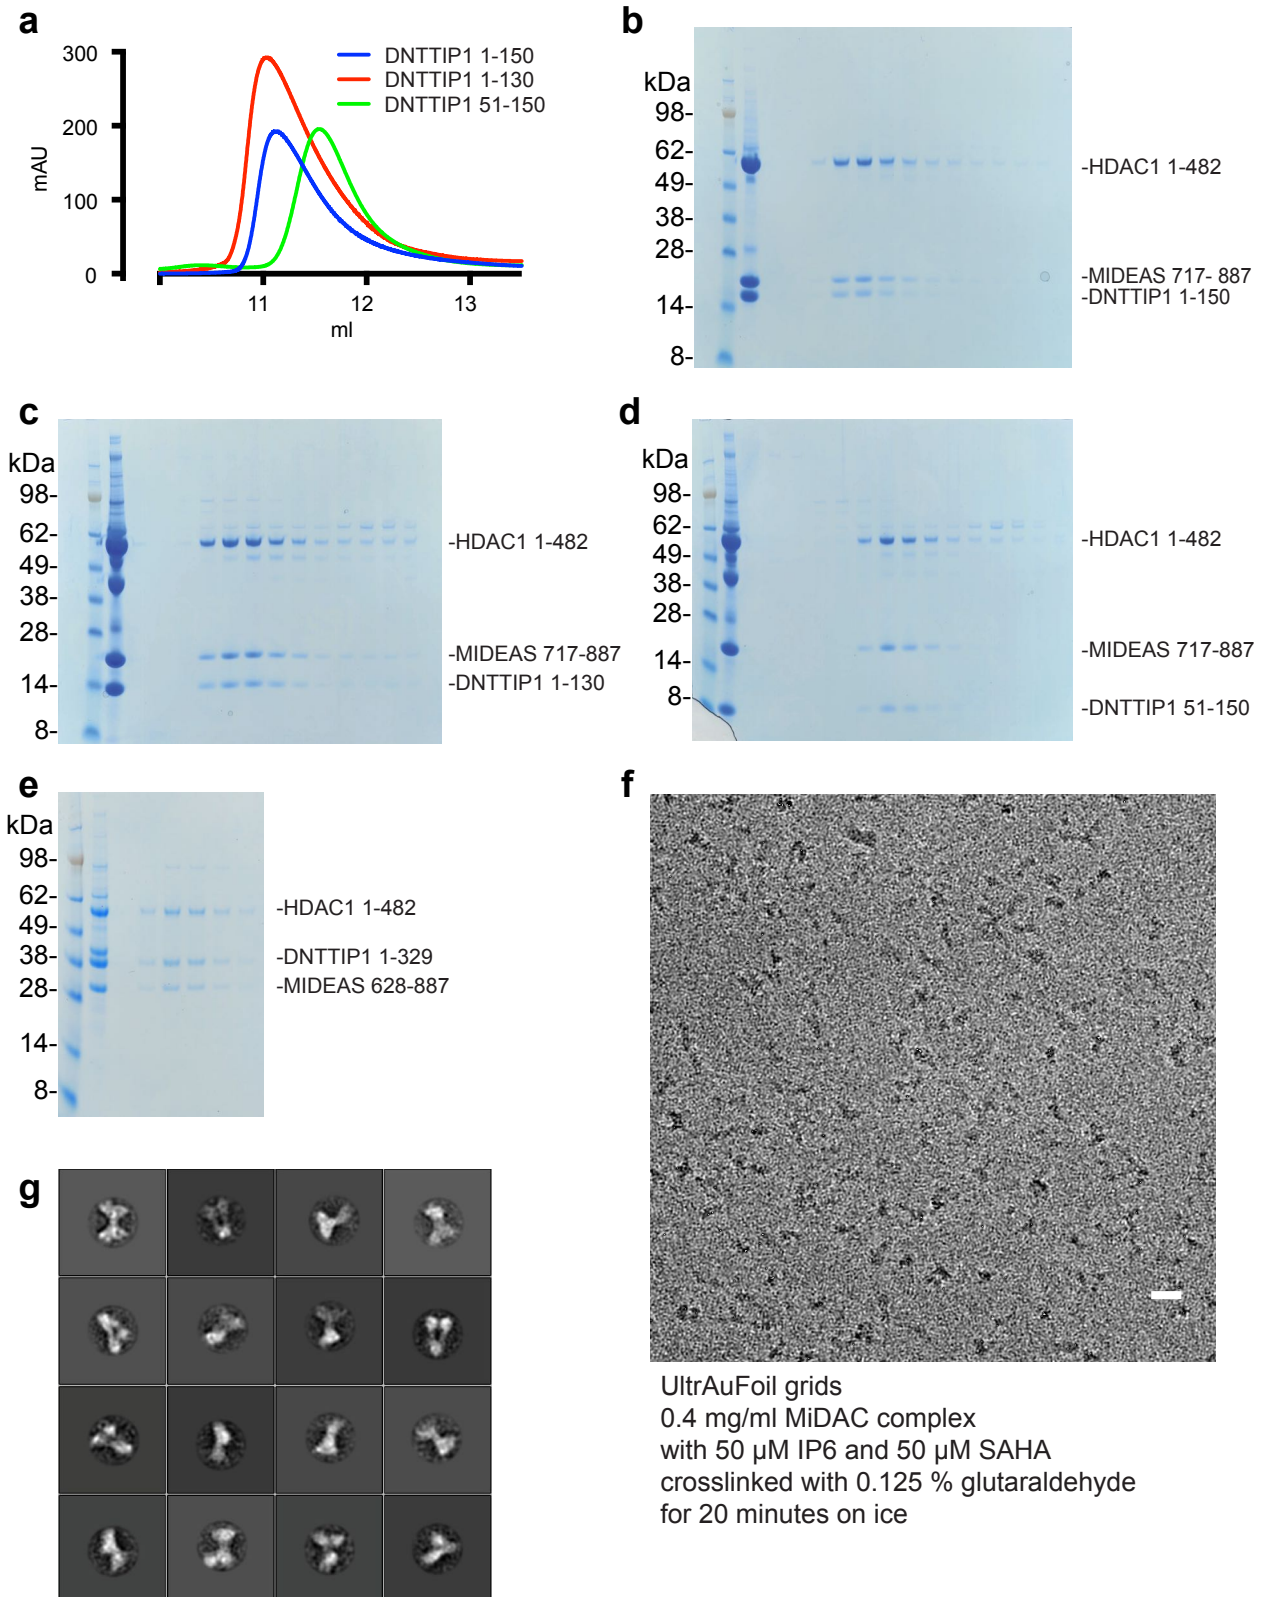 a
300
200
100
0
mAU
11
12
13
ml
DNTTIP1 1-150
DNTTIP1 1-130
DNTTIP1 51-150
b
kDa
98-
62-
49-
38-
28-
14-
8-
-HDAC1 1-482
-MIDEAS 717- 887
-DNTTIP1 1-150
c
kDa
98-
62-
49-
38-
28-
14-
8-
-HDAC1 1-482
-MIDEAS 717-887
-DNTTIP1 1-130
d
kDa
98-
62-
49-
38-
28-
14-
8-
-HDAC1 1-482
-MIDEAS 717-887
-DNTTIP1 51-150
e
kDa
98-
62-
49-
38-
28-
14-
8-
-HDAC1 1-482
-DNTTIP1 1-329
-MIDEAS 628-887
f
UltrAuFoil grids
0.4 mg/ml MiDAC complex
with 50 µM IP6 and 50 µM SAHA
crosslinked with 0.125 % glutaraldehyde
for 20 minutes on ice
g